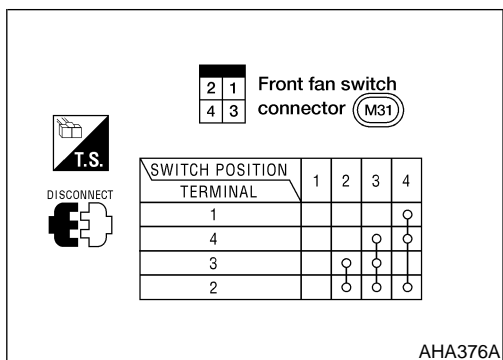 2 1
4 3
Front fan switch
connector M31
T.S.
DISCONNECT
SWITCH POSITION 1 2 3 4
TERMINAL
1
4
3
2
AHA376A